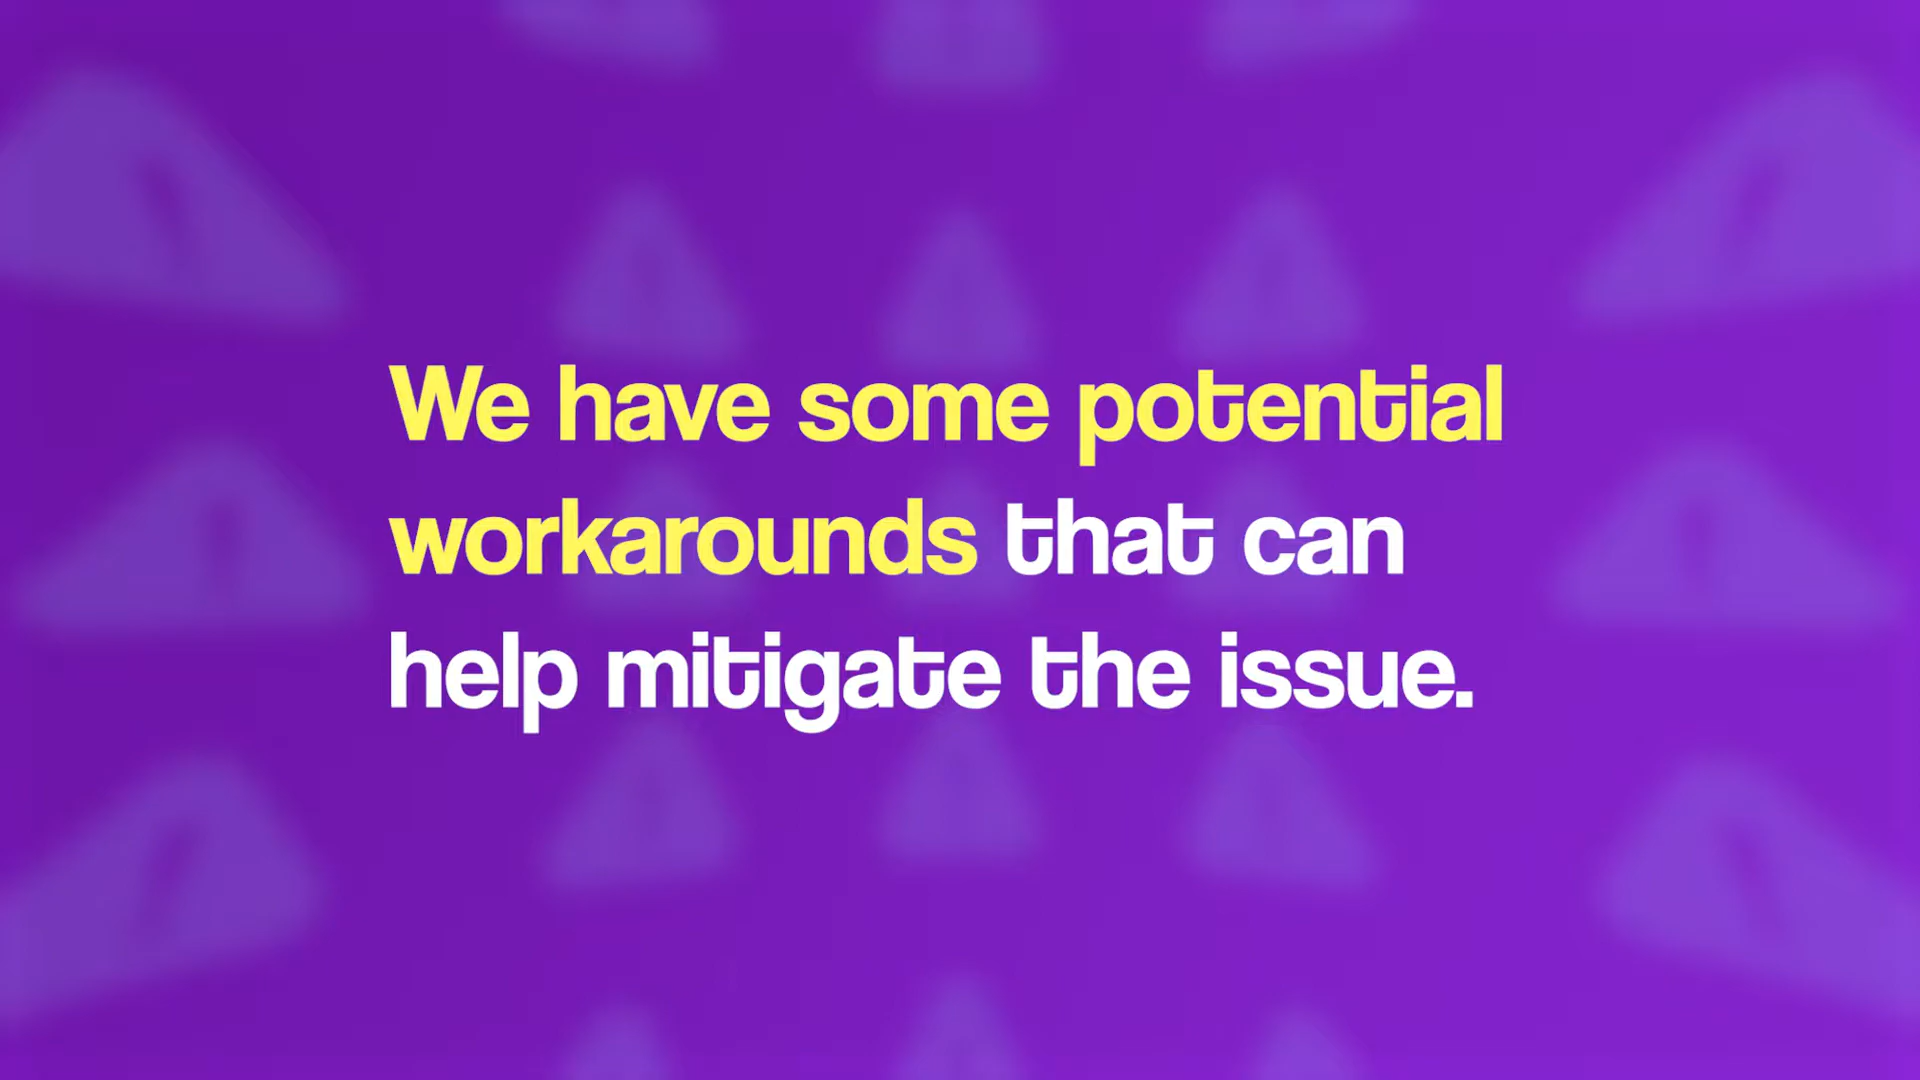 We have some potential
workarounds that can
help mitigate the issue.